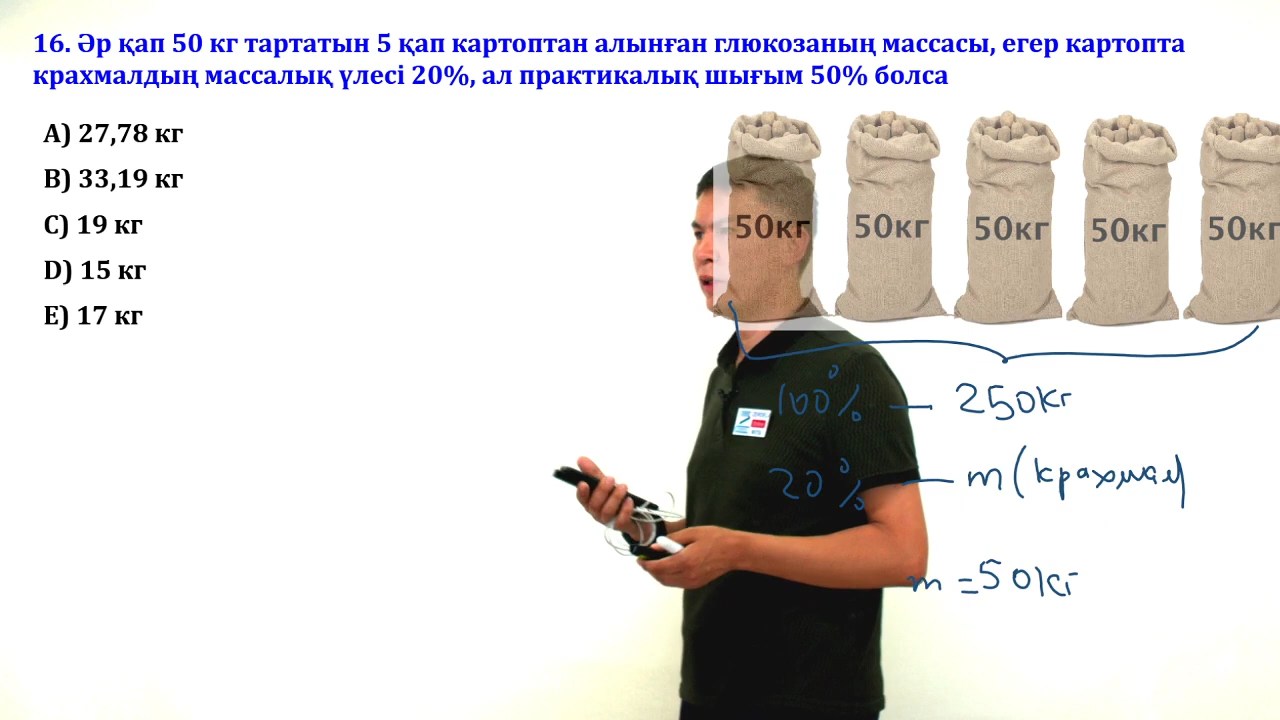 16. Әр қап 50 кг тартатын 5 қап картоптан алынған глюкозаның массасы, егер картопта
крахмалдың массалық үлесі 20%, ал практикалық шығым 50% болса
A) 27,78 кг
B) 33,19 кг
C) 19 кг
D) 15 кг
E) 17 кг
50кг 50кг 50кг 50кг 50кг
100% — 250кг
20% — m(крахмал)
m = 50кг